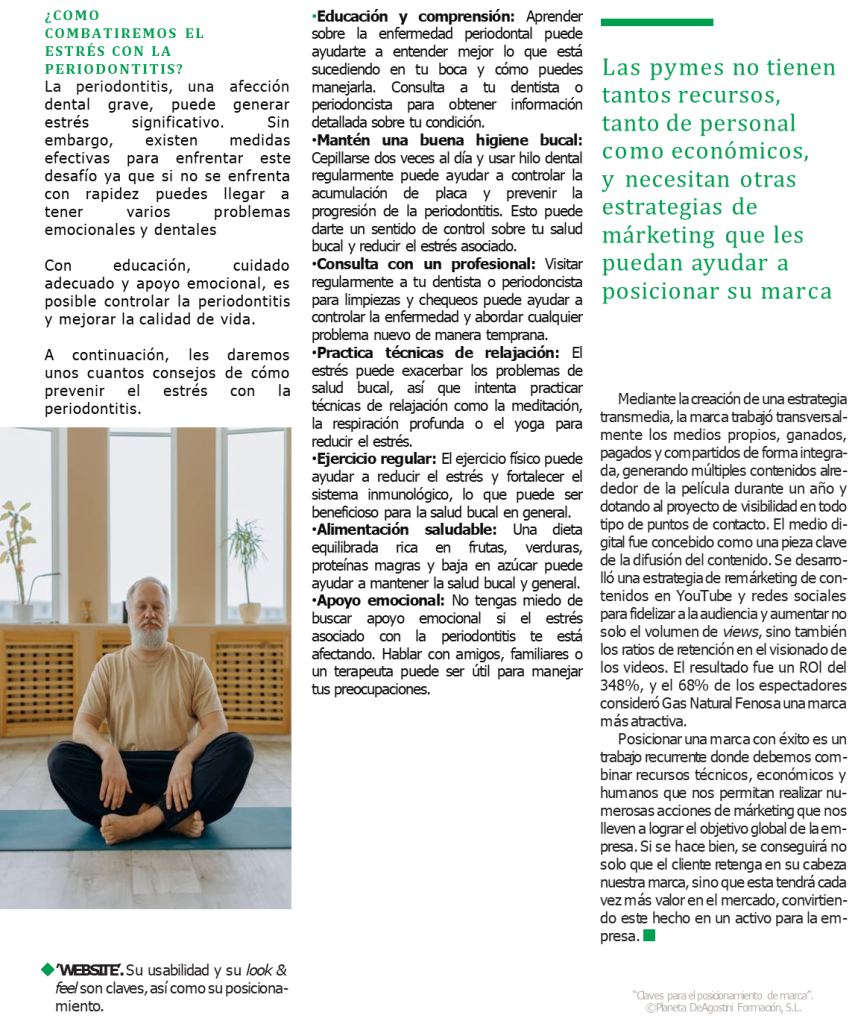 ¿COMO
COMBATIREMOS EL
ESTRÉS CON LA
PERIODONTITIS?
La periodontitis, una afección
dental grave, puede generar
estrés significativo. Sin
embargo, existen medidas
efectivas para enfrentar este
desafío ya que si no se enfrenta
con rapidez puedes llegar a
tener varios problemas
emocionales y dentales
Con educación, cuidado
adecuado y apoyo emocional, es
posible controlar la periodontitis
y mejorar la calidad de vida.
A continuación, les daremos
unos cuantos consejos de cómo
prevenir el estrés con la
periodontitis.
◆'WEBSITE'. Su usabilidad y su look &
feel son claves, así como su posiciona-
miento.
•Educación y comprensión: Aprender
sobre la enfermedad periodontal puede
ayudarte a entender mejor lo que está
sucediendo en tu boca y cómo puedes
manejarla. Consulta a tu dentista o
periodoncista para obtener información
detallada sobre tu condición.
•Mantén una buena higiene bucal:
Cepillarse dos veces al día y usar hilo dental
regularmente puede ayudar a controlar la
acumulación de placa y prevenir la
progresión de la periodontitis. Esto puede
darte un sentido de control sobre tu salud
bucal y reducir el estrés asociado.
•Consulta con un profesional: Visitar
regularmente a tu dentista o periodoncista
para limpiezas y chequeos puede ayudar a
controlar la enfermedad y abordar cualquier
problema nuevo de manera temprana.
•Practica técnicas de relajación: El
estrés puede exacerbar los problemas de
salud bucal, así que intenta practicar
técnicas de relajación como la meditación,
la respiración profunda o el yoga para
reducir el estrés.
•Ejercicio regular: El ejercicio físico puede
ayudar a reducir el estrés y fortalecer el
sistema inmunológico, lo que puede ser
beneficioso para la salud bucal en general.
•Alimentación saludable: Una dieta
equilibrada rica en frutas, verduras,
proteínas magras y baja en azúcar puede
ayudar a mantener la salud bucal y general.
•Apoyo emocional: No tengas miedo de
buscar apoyo emocional si el estrés
asociado con la periodontitis te está
afectando. Hablar con amigos, familiares o
un terapeuta puede ser útil para manejar
tus preocupaciones.
Las pymes no tienen
tantos recursos,
tanto de personal
como económicos,
y necesitan otras
estrategias de
márketing que les
puedan ayudar a
posicionar su marca
Mediante la creación de una estrategia
transmedia, la marca trabajó transversal-
mente los medios propios, ganados,
pagados y compartidos de forma integra-
da, generando múltiples contenidos alre-
dedor de la película durante un año y
dotando al proyecto de visibilidad en todo
tipo de puntos de contacto. El medio di-
gital fue concebido como una pieza clave
de la difusión del contenido. Se desarro-
lló una estrategia de remárketing de con-
tenidos en YouTube y redes sociales
para fidelizar a la audiencia y aumentar no
solo el volumen de views, sino también
los ratios de retención en el visionado de
los videos. El resultado fue un ROI del
348%, y el 68% de los espectadores
consideró Gas Natural Fenosa una marca
más atractiva.
Posicionar una marca con éxito es un
trabajo recurrente donde debemos com-
binar recursos técnicos, económicos y
humanos que nos permitan realizar nu-
merosas acciones de márketing que nos
lleven a lograr el objetivo global de la em-
presa. Si se hace bien, se conseguirá no
solo que el cliente retenga en su cabeza
nuestra marca, sino que esta tendrá cada
vez más valor en el mercado, convirtien-
do este hecho en un activo para la em-
presa.
"Claves para el posicionamiento de marca".
©Planeta DeAgostini Formación, S.L.